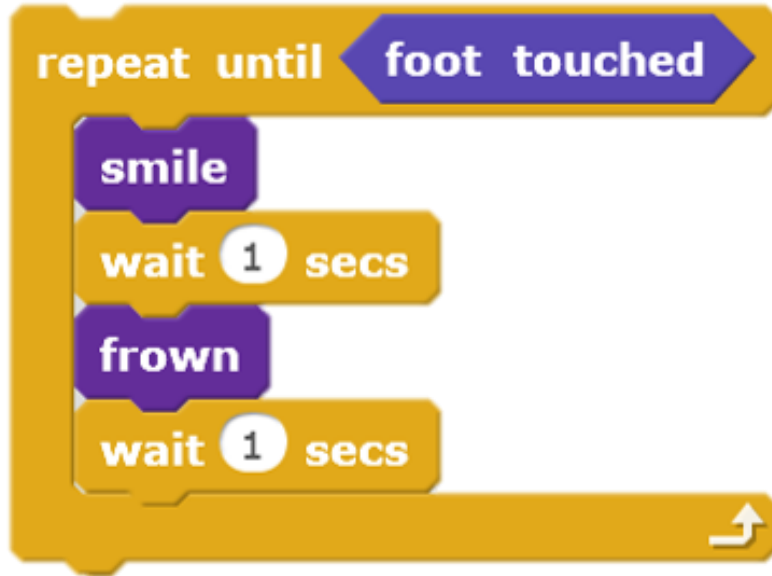 repeat until foot touched
smile
wait 1 secs
frown
wait 1 secs